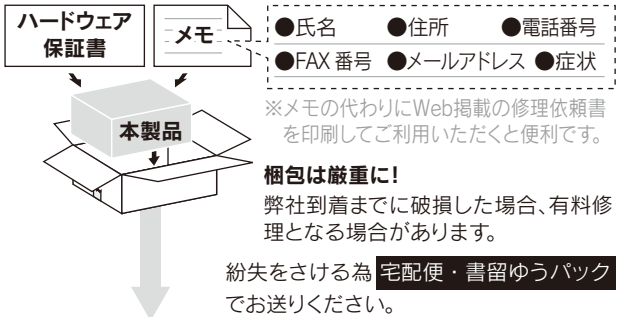 ハードウェア
保証書
メモ
●氏名 ●住所 ●電話番号
●FAX 番号 ●メールアドレス ●症状
※メモの代わりにWeb掲載の修理依頼書
を印刷してご利用いただくと便利です。
本製品
梱包は厳重に!
弊社到着までに破損した場合、有料修
理となる場合があります。
紛失をさける為 宅配便・書留ゆうパック
でお送りください。